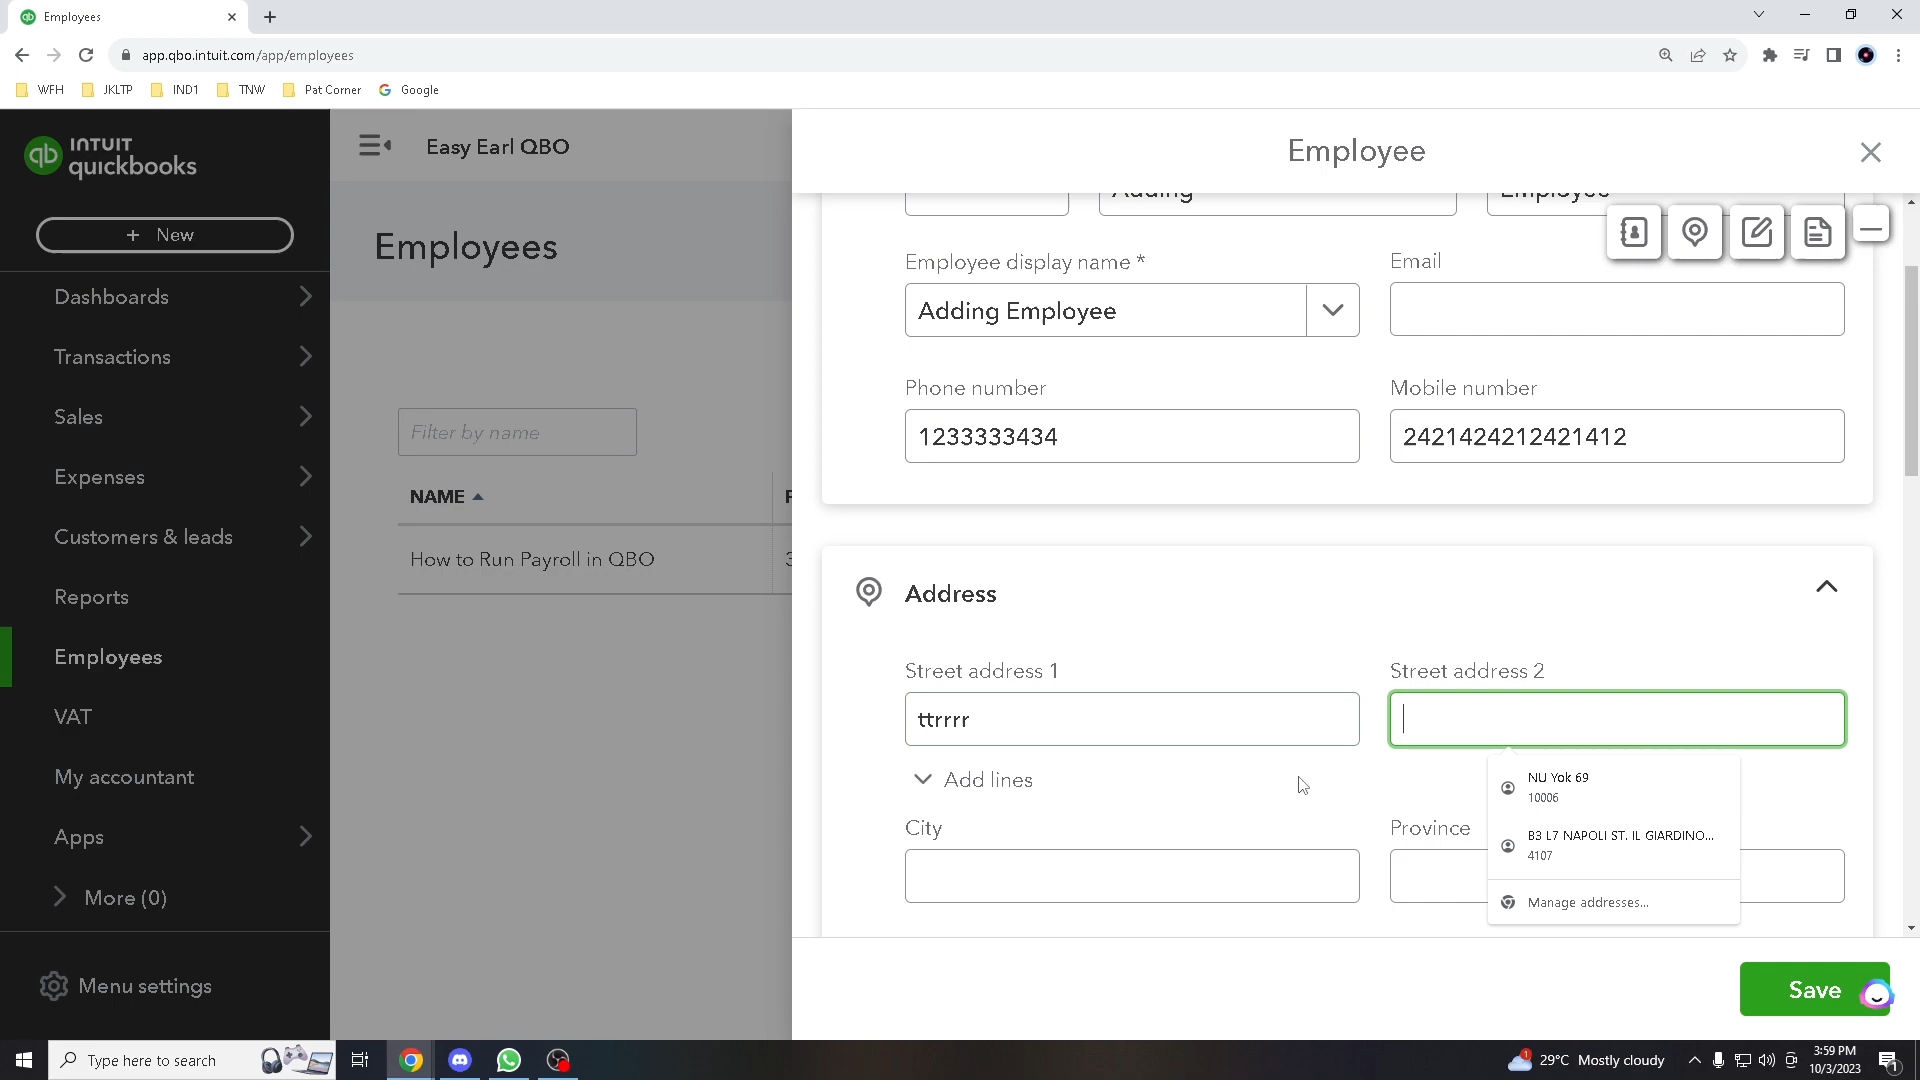 Employees
app.qbo.intuit.com/app/employees
WFH
JKLTP
IND1
TNW
Pat Corner
Google
INTUIT
quickbooks
+ New
Dashboards
Transactions
Sales
Expenses
Customers & leads
Reports
Employees
VAT
My accountant
Apps
More (0)
Menu settings
Easy Earl QBO
Employees
Filter by name
NAME
How to Run Payroll in QBO
Employee
Adding
Employee
Employee display name *
Email
Adding Employee
Phone number
Mobile number
1233333434
2421424212421412
Address
Street address 1
Street address 2
ttrrrr
Add lines
NU Yok 69
10006
B3 L7 NAPOLI ST. IL GIARDINO...
4107
Manage addresses...
City
Province
Save
Type here to search
29°C Mostly cloudy
3:59 PM
10/3/2023